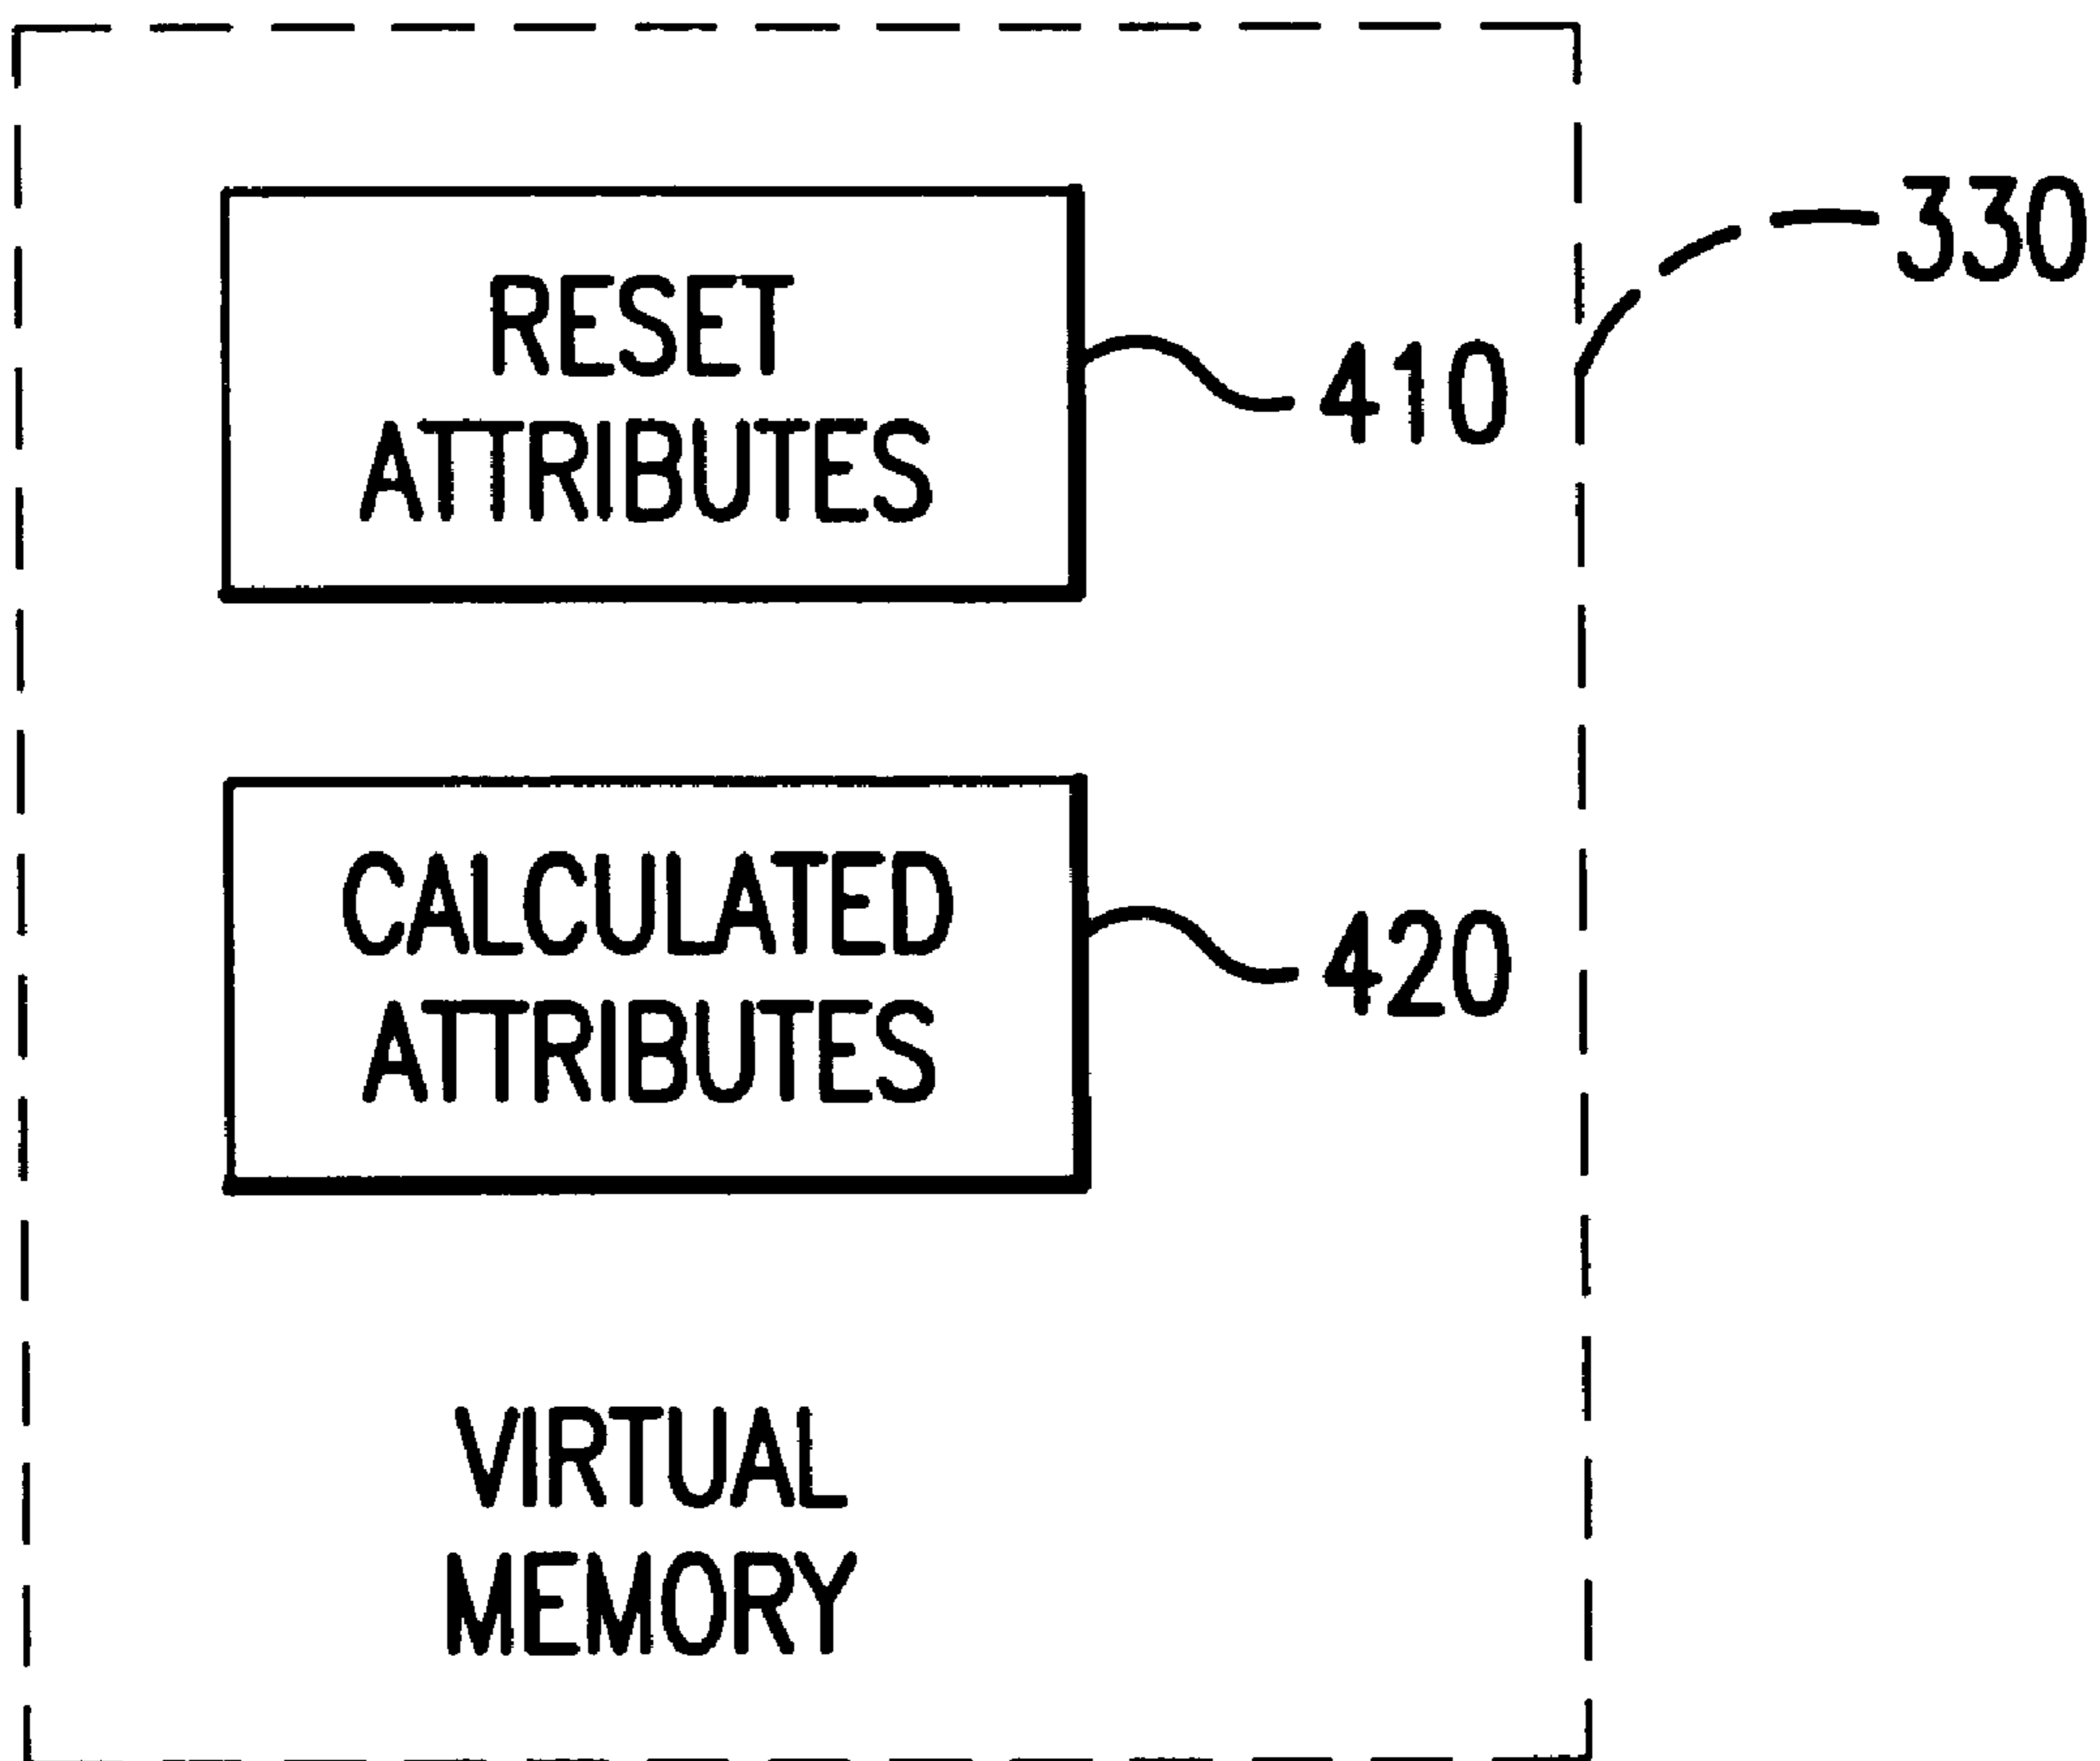 330
RESET
ATTRIBUTES
410
CALCULATED
ATTRIBUTES
420
VIRTUAL
MEMORY